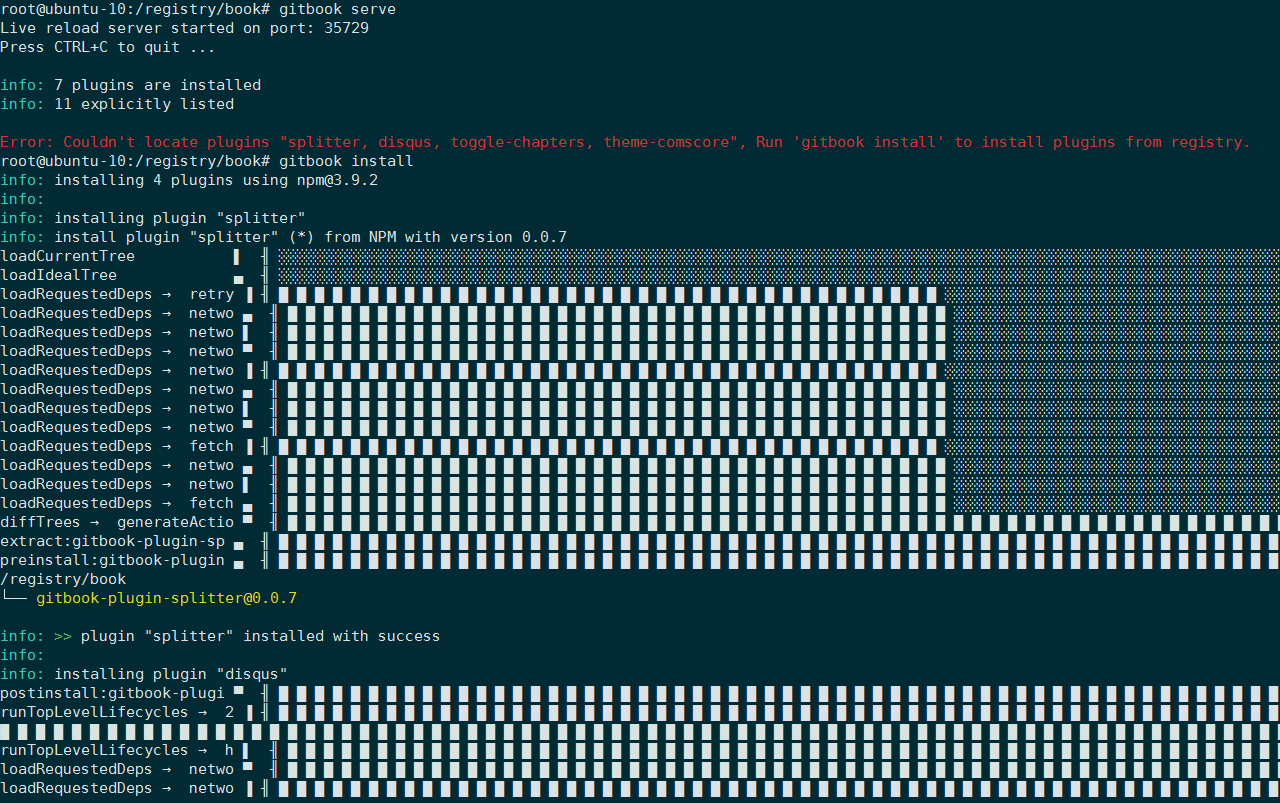 root@ubuntu-10:/registry/book# gitbook serve
Live reload server started on port: 35729
Press CTRL+C to quit ...
info: 7 plugins are installed
info: 11 explicitly listed
Error: Couldn't locate plugins "splitter, disqus, toggle-chapters, theme-comscore", Run 'gitbook install' to install plugins from registry.
root@ubuntu-10:/registry/book# gitbook install
info: installing 4 plugins using npm@3.9.2
info:
info: installing plugin "splitter"
info: install plugin "splitter" (*) from NPM with version 0.0.7
loadCurrentTree
loadIdealTree
loadRequestedDeps → retry
loadRequestedDeps → netwo
loadRequestedDeps → netwo
loadRequestedDeps → netwo
loadRequestedDeps → netwo
loadRequestedDeps → netwo
loadRequestedDeps → netwo
loadRequestedDeps → netwo
loadRequestedDeps → fetch
loadRequestedDeps → netwo
loadRequestedDeps → netwo
loadRequestedDeps → fetch
diffTrees → generateActio
extract:gitbook-plugin-sp
preinstall:gitbook-plugin
/registry/book
└── gitbook-plugin-splitter@0.0.7
info: >> plugin "splitter" installed with success
info:
info: installing plugin "disqus"
postinstall:gitbook-plugi
runTopLevelLifecycles → 2
runTopLevelLifecycles → h
loadRequestedDeps → netwo
loadRequestedDeps → netwo